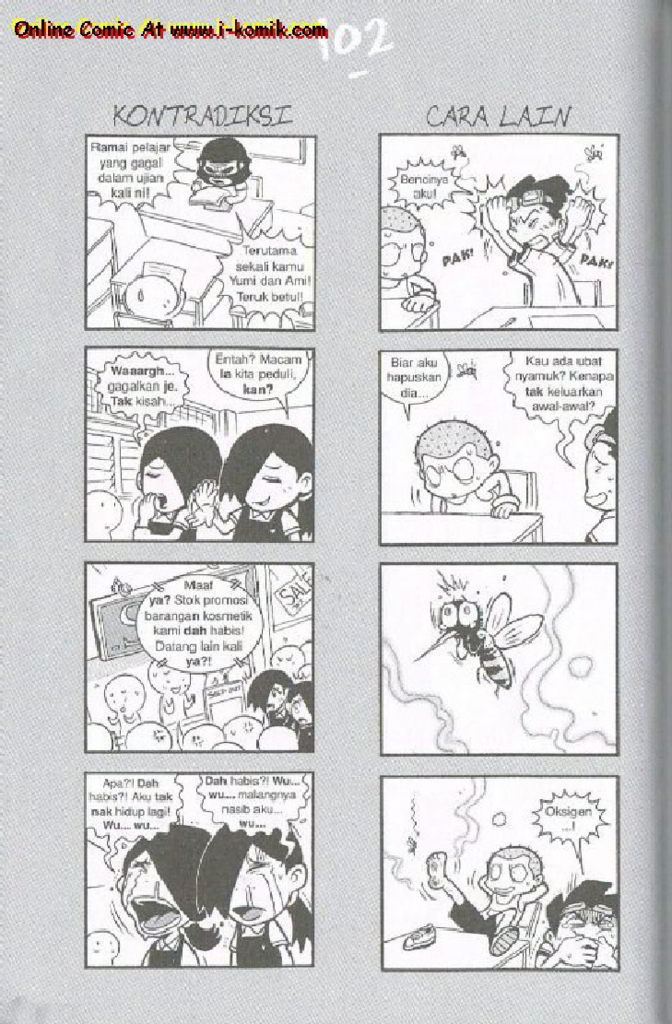 Online Comic At www.i-komik.com
102
KONTRADIKSI
Ramai pelajar
yang gagal
dalam ujian
kali ni!
Terutama
sekali kamu
Yumi dan Ami!
Teruk betul!
Waaargh...
gagalkan je.
Tak kisah...
Entah? Macam
la kita peduli,
kan?
Maaf
ya? Stok promosi
barangan kosmetik
kami dah habis!
Datang lain kali
ya?!
SALE
SOLD OUT
Apa?! Dah
habis?! Aku tak
nak hidup lagi!
Wu... wu...
Dah habis?! Wu...
wu... malangnya
nasib aku...
wu...
CARA LAIN
Bencinya
aku!
PAK!
PAK!
Biar aku
hapuskan
dia...
Kau ada ubat
nyamuk? Kenapa
tak keluarkan
awal-awal?
Oksigen
...!